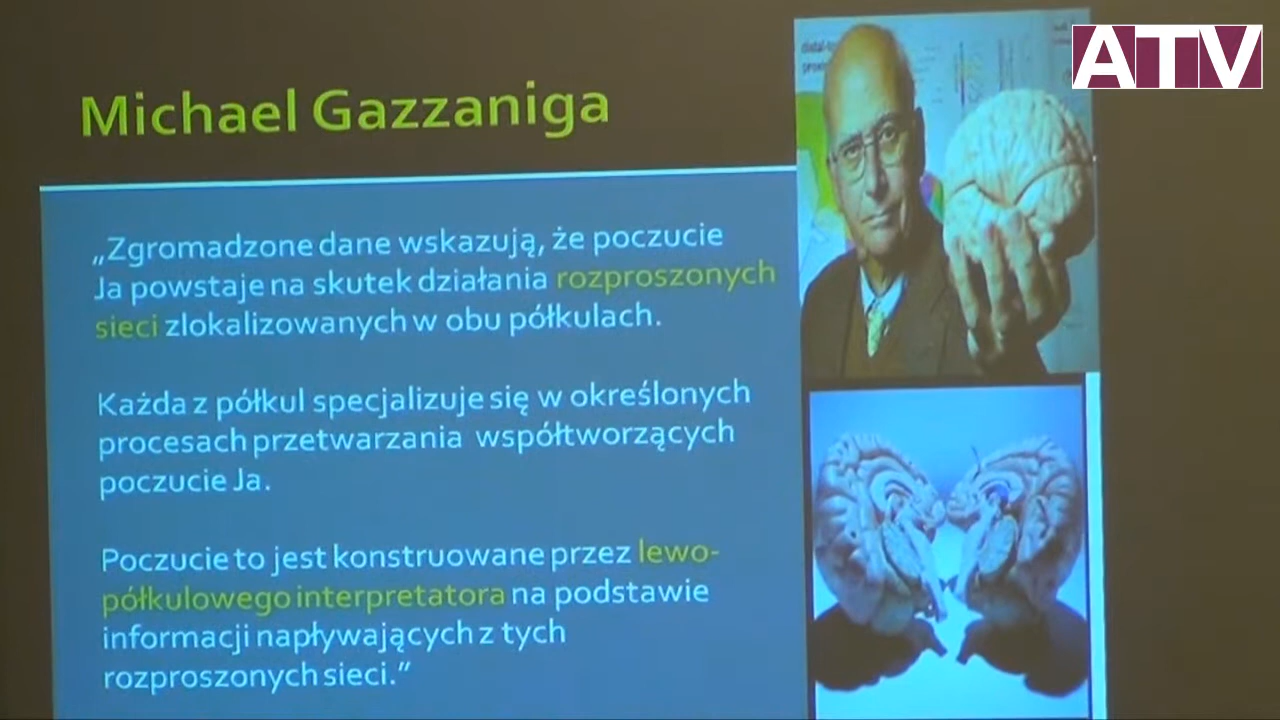 ATV
Michael Gazzaniga
„Zgromadzone dane wskazują, że poczucie
Ja powstaje na skutek działania rozproszonych
sieci zlokalizowanych w obu półkulach.
Każda z półkul specjalizuje się w określonych
procesach przetwarzania współtworzących
poczucie Ja.
Poczucie to jest konstruowane przez lewo-
półkulowego interpretatora na podstawie
informacji napływających z tych
rozproszonych sieci.”